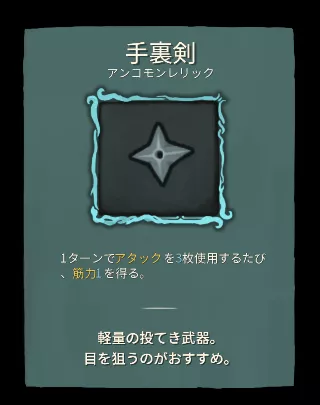 手裏剣
アンコモンレリック
1ターンでアタックを3枚使用するたび
、筋力1を得る。
軽量の投てき武器。
目を狙うのがおすすめ。